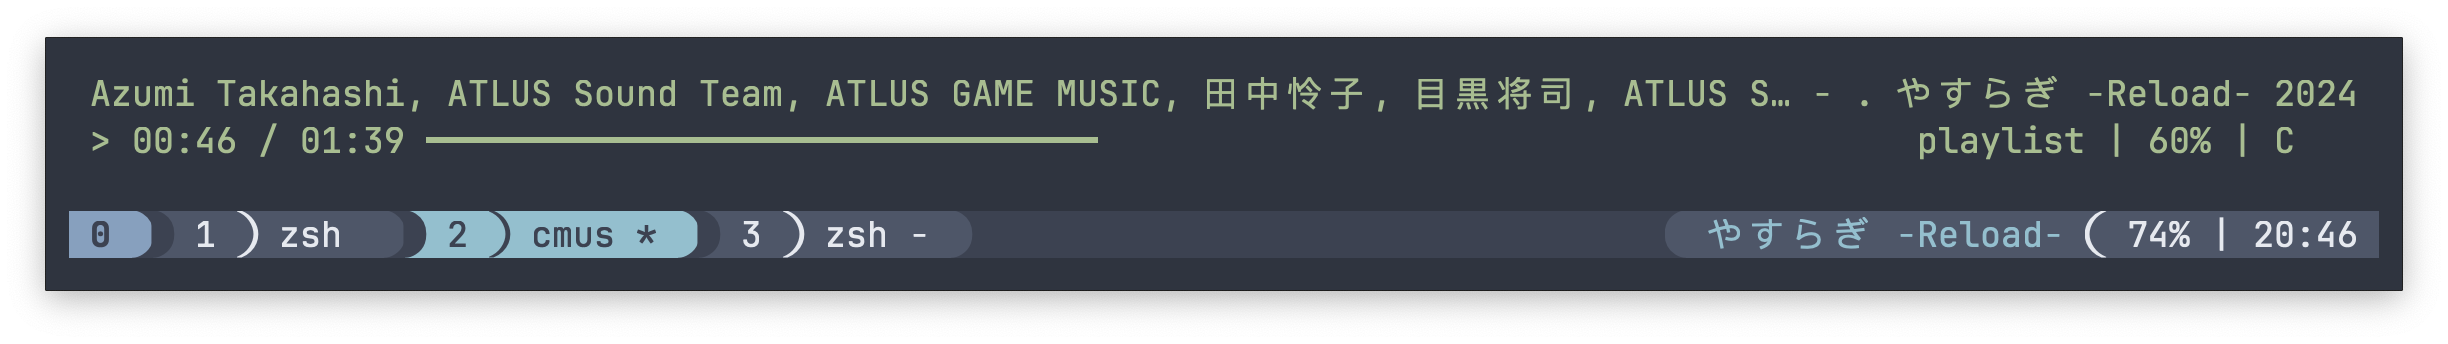 Azumi Takahashi, ATLUS Sound Team, ATLUS GAME MUSIC, 田中怜子, 目黒将司, ATLUS S… - . やすらぎ -Reload- 2024
> 00:46 / 01:39 playlist | 60% | C
0 1 zsh 2 cmus * 3 zsh - やすらぎ -Reload- 74% | 20:46